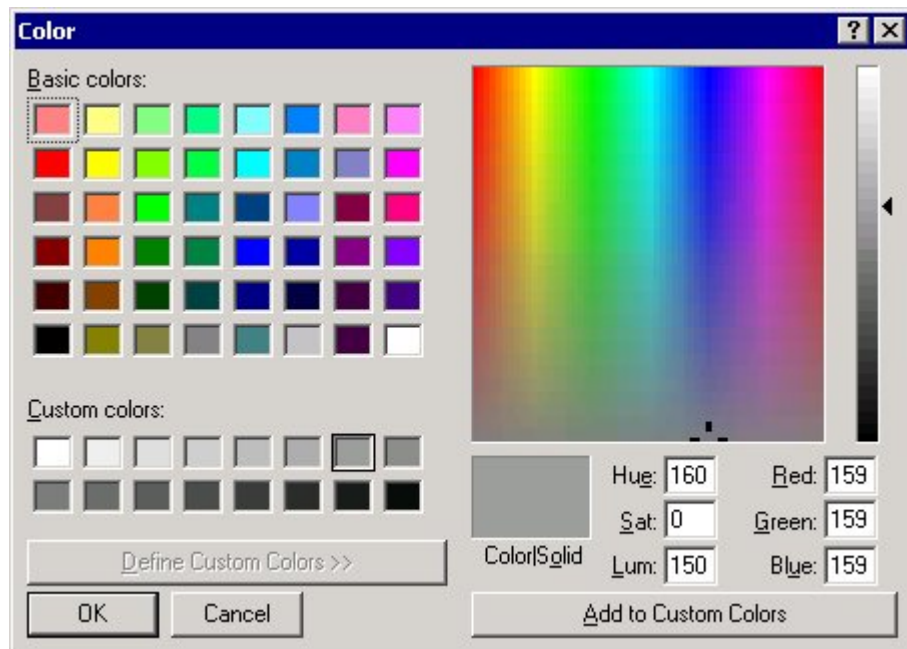 Color
Basic colors:
Custom colors:
Define Custom Colors >>
OK Cancel
Color|Solid
Hue: 160 Red: 159
Sat: 0 Green: 159
Lum: 150 Blue: 159
Add to Custom Colors